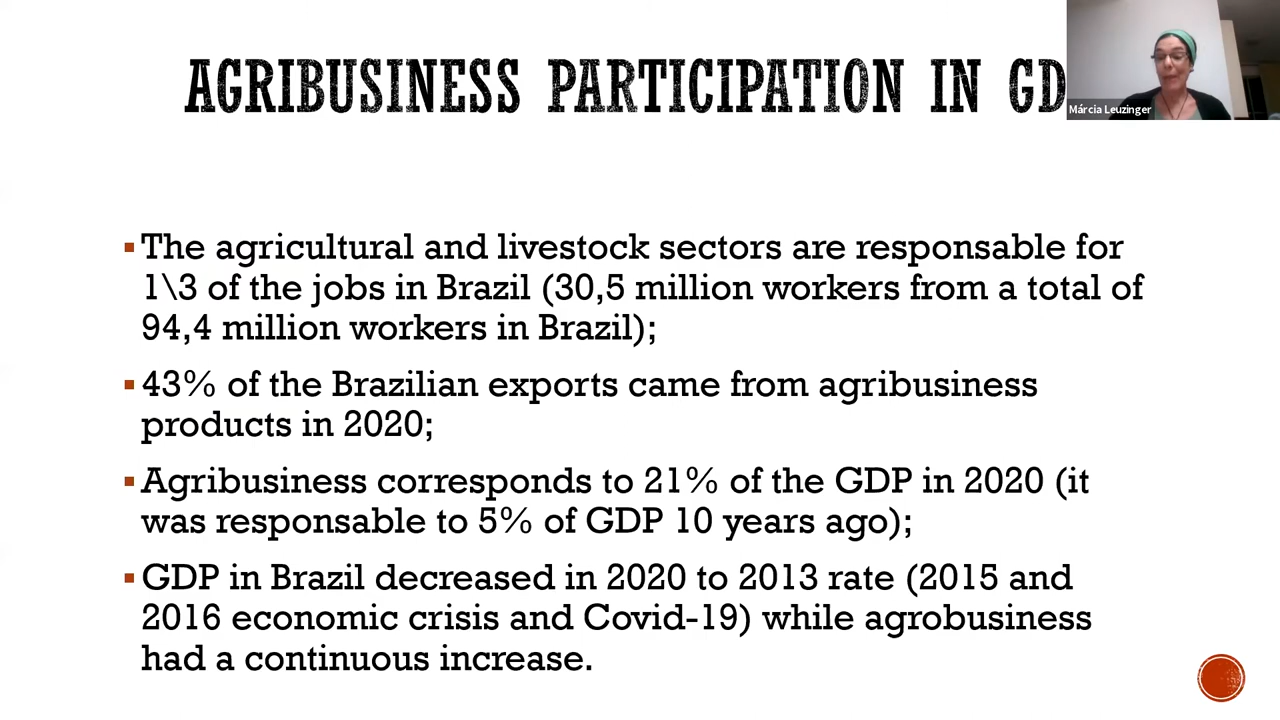 AGRIBUSINESS PARTICIPATION IN GD
Márcia Leuzinger
The agricultural and livestock sectors are responsable for
1\3 of the jobs in Brazil (30,5 million workers from a total of
94,4 million workers in Brazil);
43% of the Brazilian exports came from agribusiness
products in 2020;
Agribusiness corresponds to 21% of the GDP in 2020 (it
was responsable to 5% of GDP 10 years ago);
GDP in Brazil decreased in 2020 to 2013 rate (2015 and
2016 economic crisis and Covid-19) while agrobusiness
had a continuous increase.